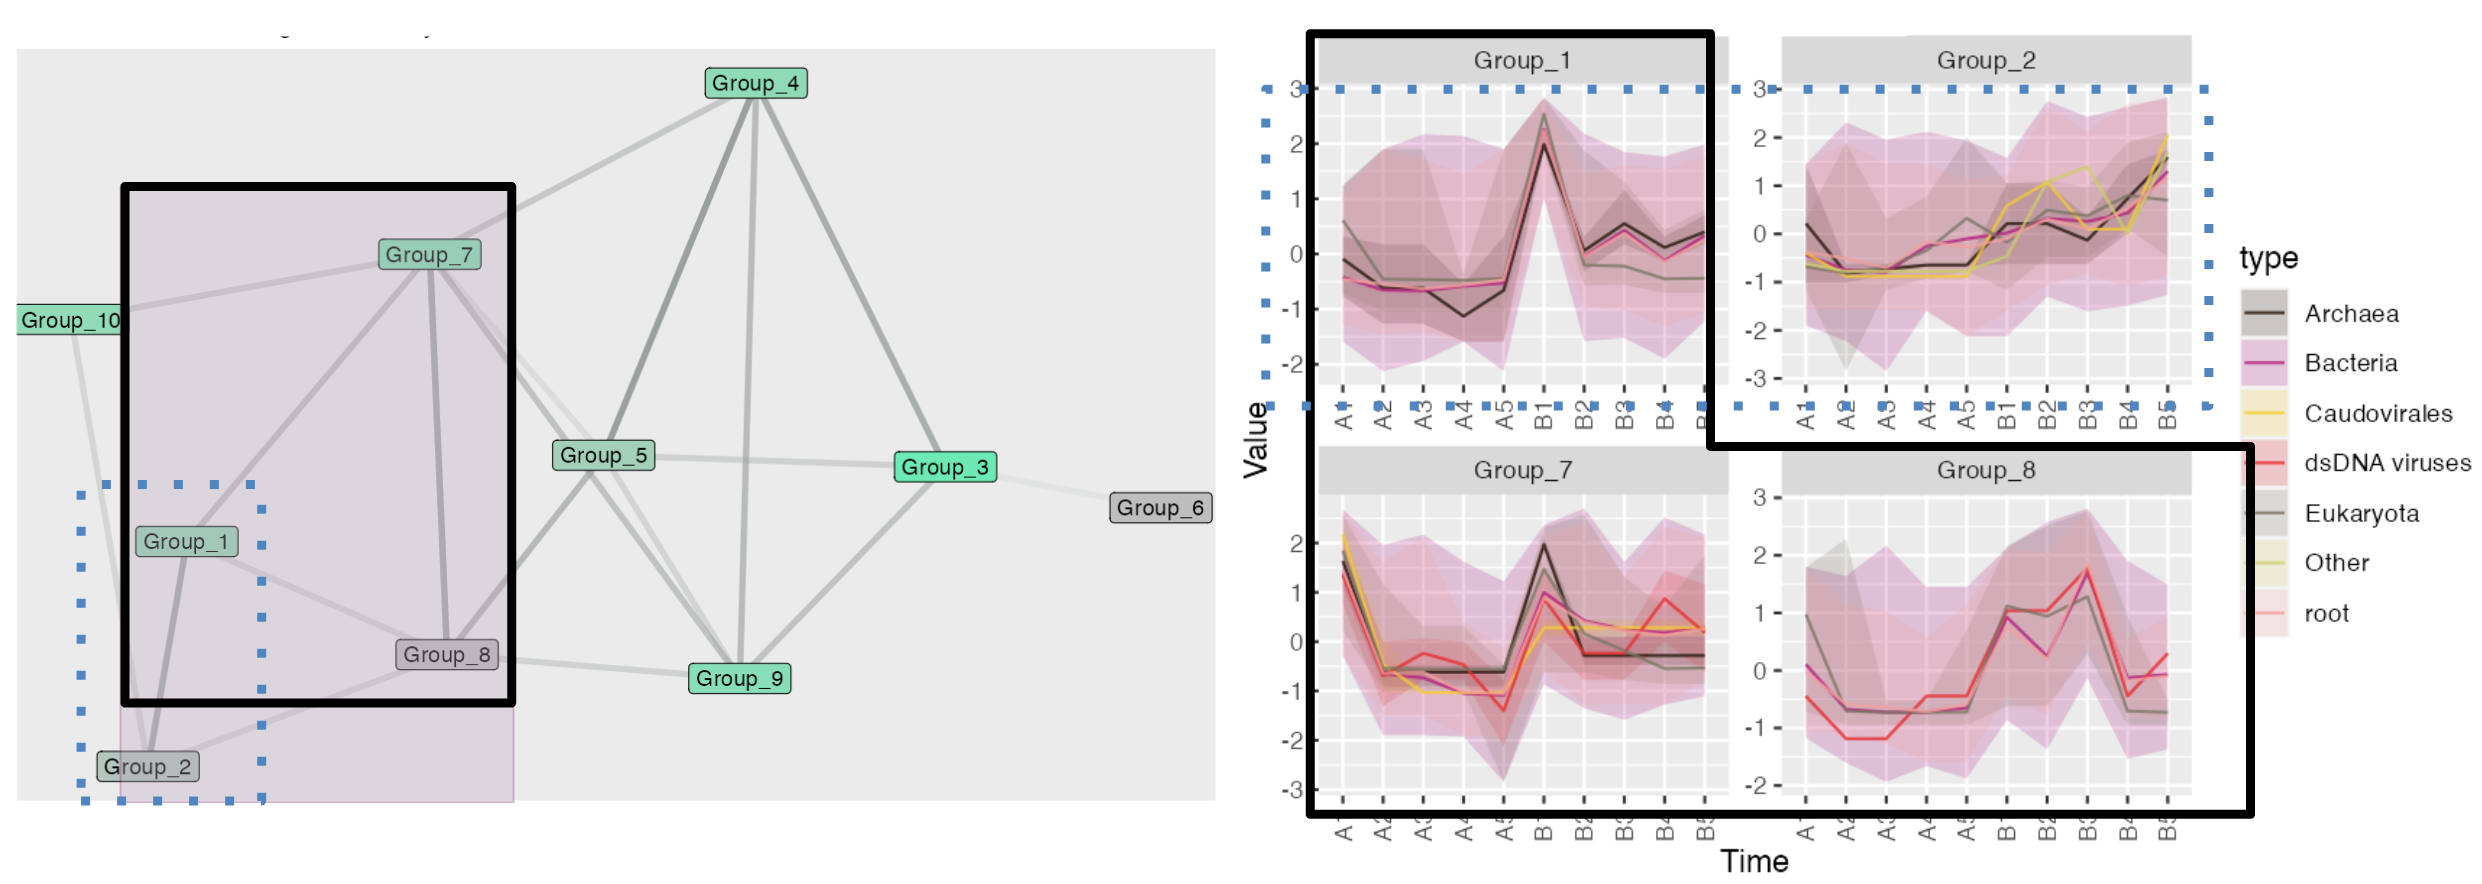 Group_4
Group_7
Group_10
Group_5
Group_3
Group_6
Group_1
Group_8
Group_9
Group_2
Value
Group_1
3
2
1
0
-1
-2
A1 A2 A3 A4 A5 B1 B2 B3 B4
Group_2
3
2
1
0
-1
-2
-3
A1 A2 A3 A4 A5 B1 B2 B3 B4 B5
Group_7
2
1
0
-1
-2
-3
Group_8
3
2
1
0
-1
-2
Time
type
Archaea
Bacteria
Caudovirales
dsDNA viruses
Eukaryota
Other
root